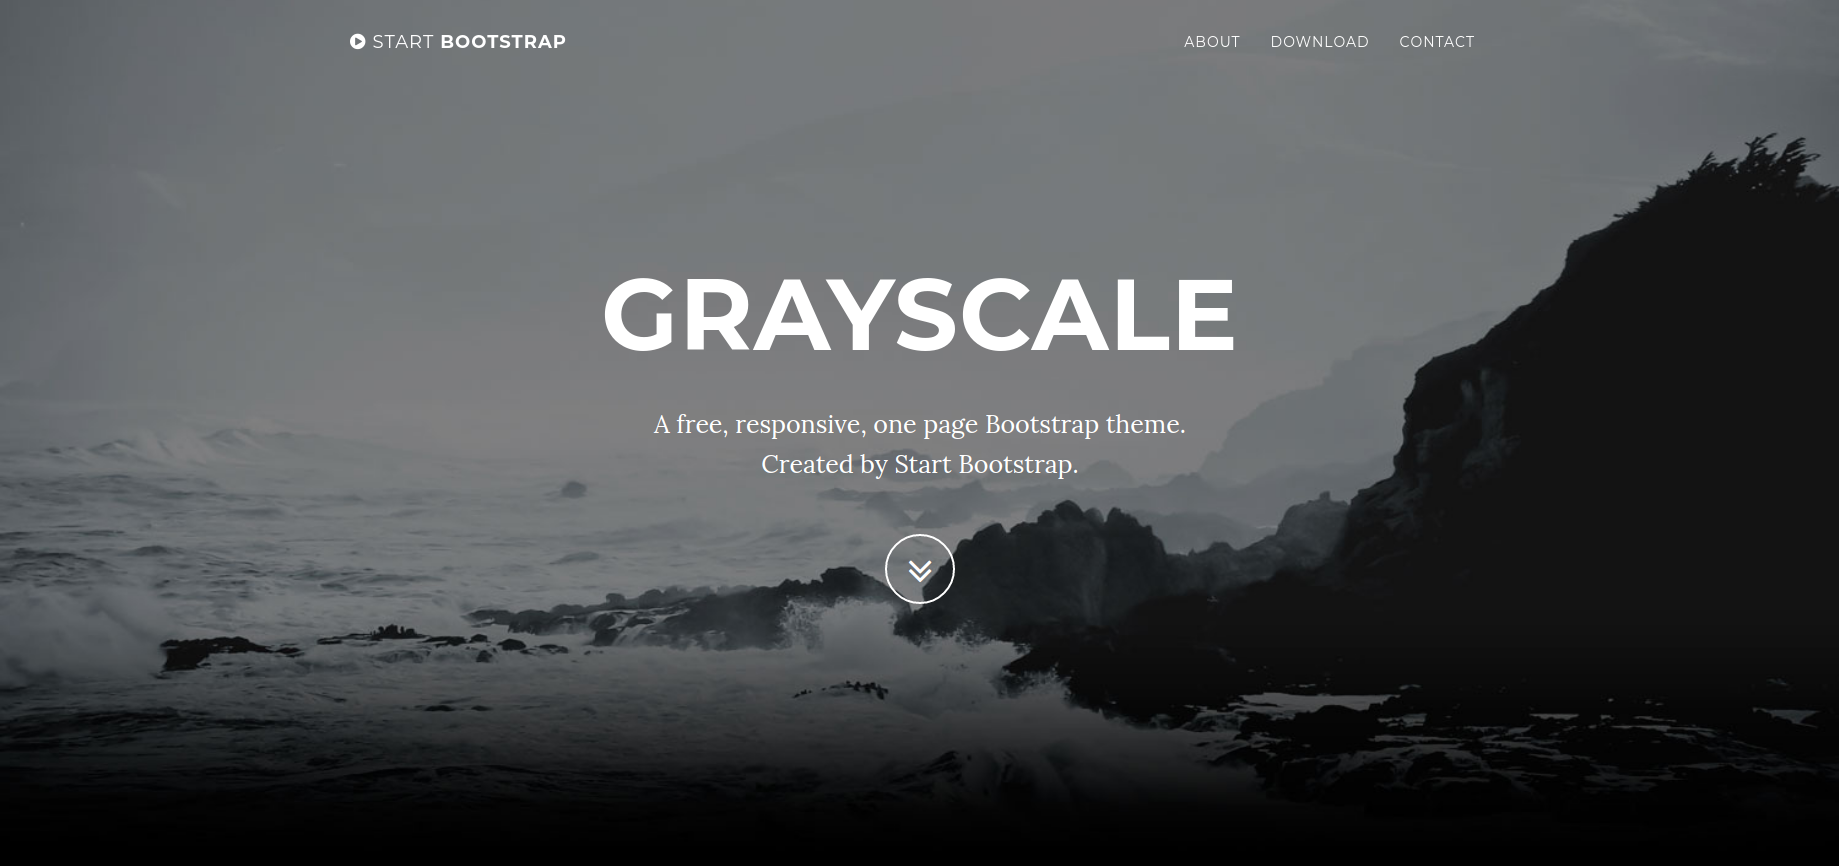 START BOOTSTRAP
ABOUT DOWNLOAD CONTACT
GRAYSCALE
A free, responsive, one page Bootstrap theme.
Created by Start Bootstrap.